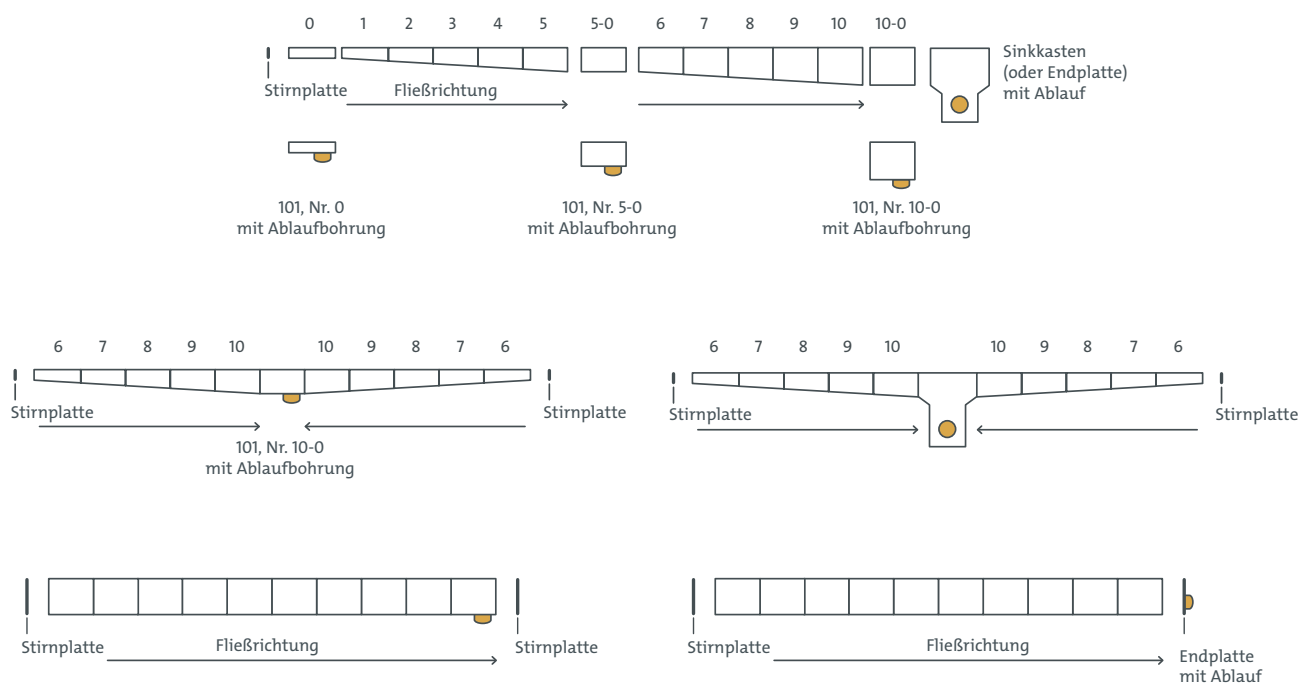 0 1 2 3 4 5 5-0 6 7 8 9 10 10-0
Sinkkasten
(oder Endplatte)
mit Ablauf
Stirnplatte Fließrichtung
101, Nr. 0
mit Ablaufbohrung
101, Nr. 5-0
mit Ablaufbohrung
101, Nr. 10-0
mit Ablaufbohrung
6 7 8 9 10 10 9 8 7 6
Stirnplatte Stirnplatte
101, Nr. 10-0
mit Ablaufbohrung
6 7 8 9 10 10 9 8 7 6
Stirnplatte Stirnplatte
Stirnplatte Fließrichtung Stirnplatte
Stirnplatte Fließrichtung
Endplatte
mit Ablauf